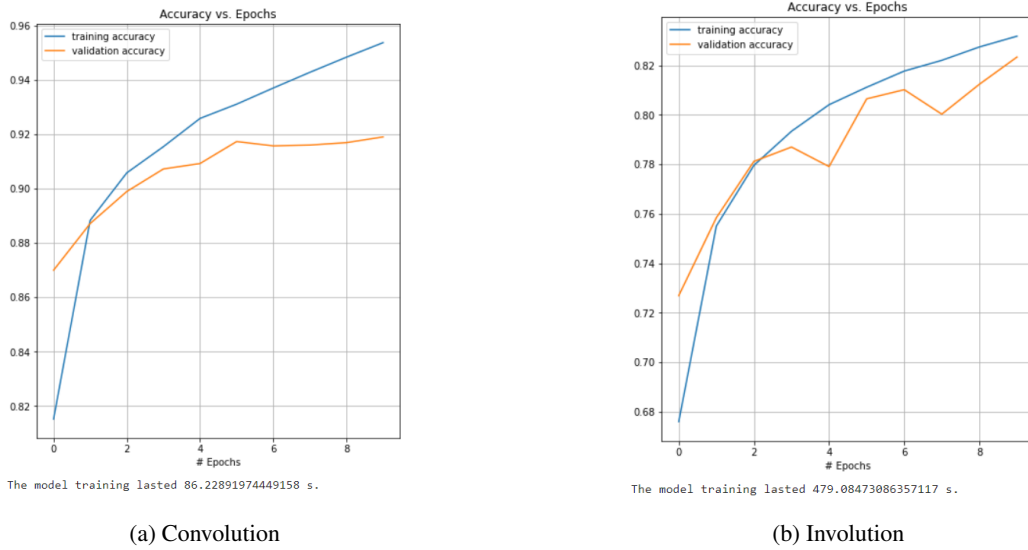 Accuracy vs. Epochs
training accuracy
validation accuracy
0.96
0.94
0.92
0.90
0.88
0.86
0.84
0.82
0 2 4 6 8
# Epochs
The model training lasted 86.22891974449158 s.
(a) Convolution
Accuracy vs. Epochs
training accuracy
validation accuracy
0.82
0.80
0.78
0.76
0.74
0.72
0.70
0.68
0 2 4 6 8
# Epochs
The model training lasted 479.08473086357117 s.
(b) Involution